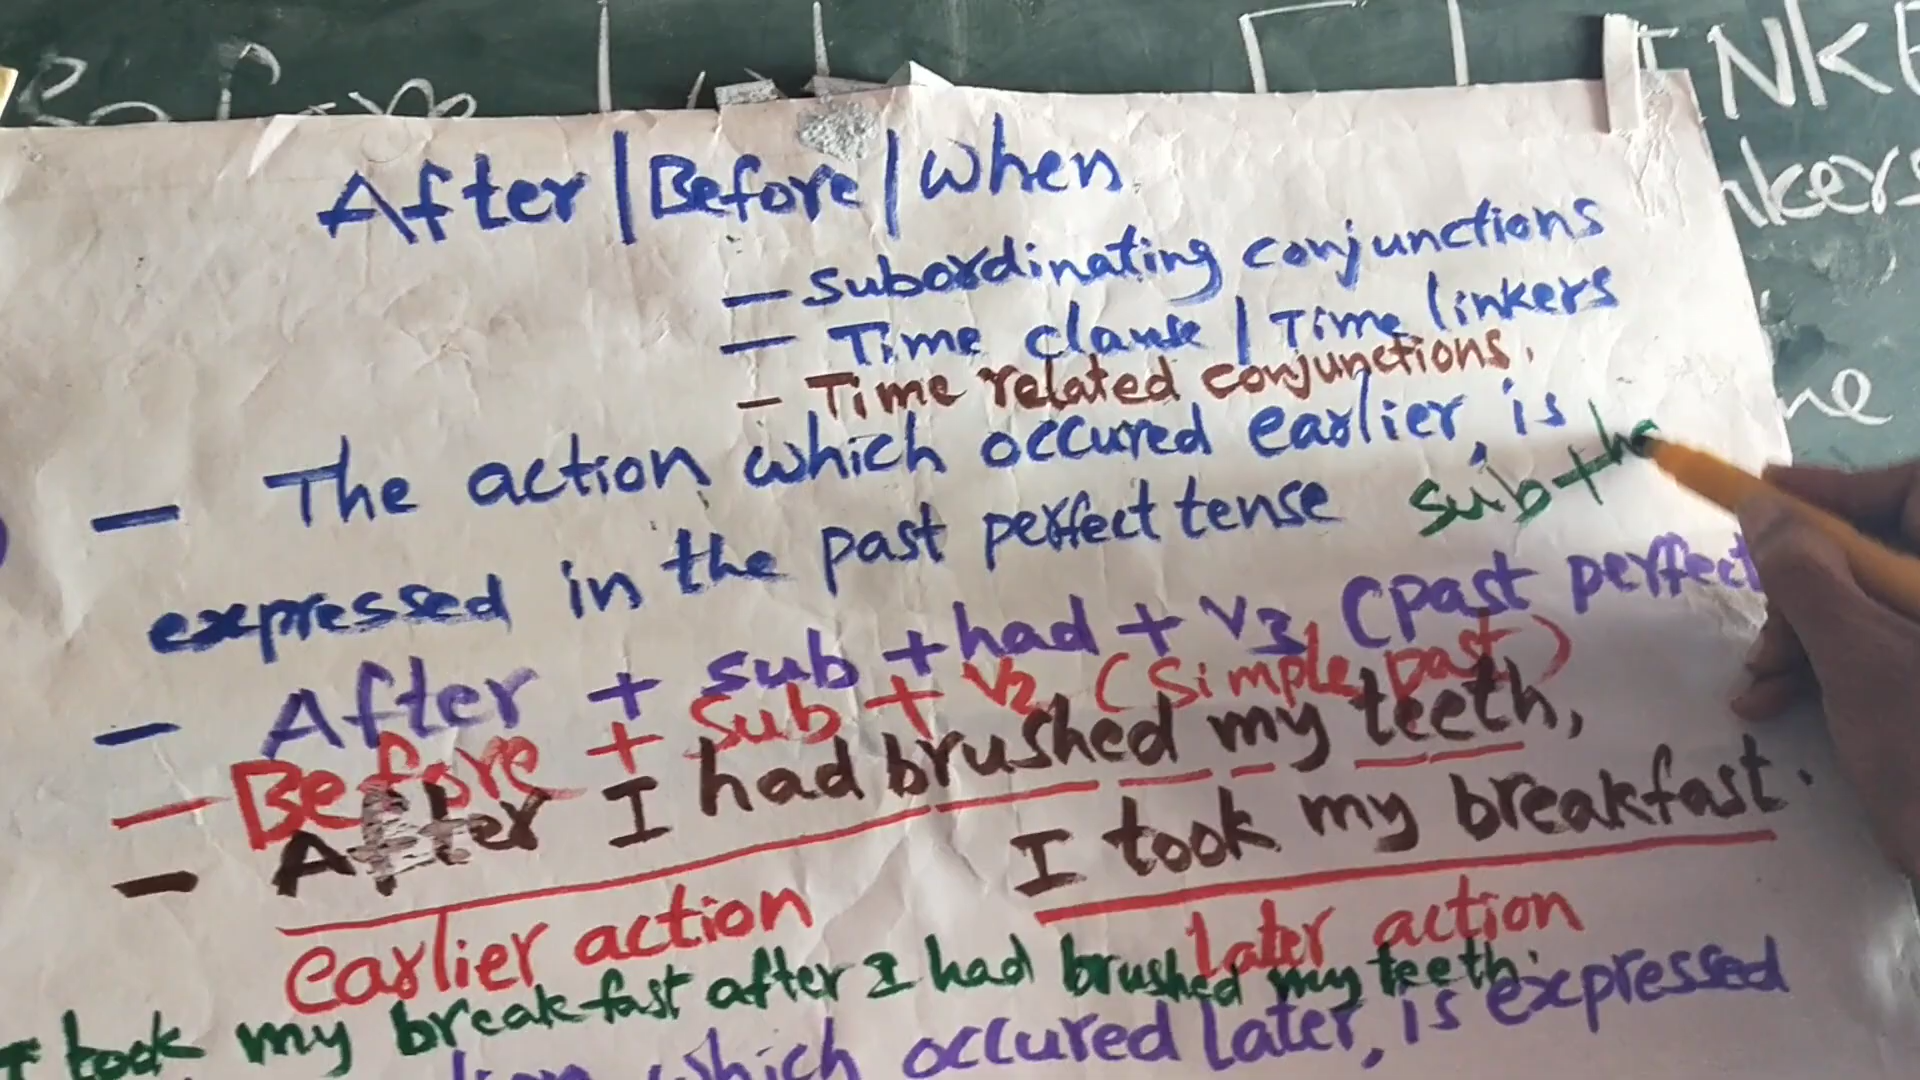 After | Before | When
— Subordinating conjunctions
— Time clause | Time linkers
— Time related conjunctions.
— The action which occured earlier, is
expressed in the past perfect tense
sub +
— After + sub + had + V3 (past perfect
— Before + Sub + V2 (Simple past)
— After I had brushed my teeth,
I took my breakfast.
earlier action
later action
I took my breakfast after I had brushed my teeth.
which occured later, is expressed